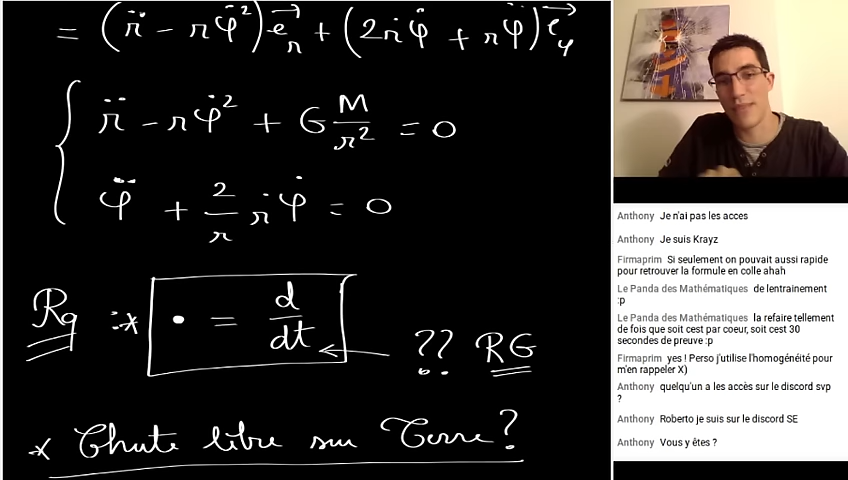 = (r̈ - rφ̇²) e⃗_r + (2ṙφ̇ + rφ̈) e⃗_φ
r̈ - rφ̇² + G M/r² = 0
φ̈ + 2/r ṙ φ̇ = 0
Rq : * • = d/dt
?? RG
* Chute libre sur Terre ?
Anthony Je n'ai pas les acces
Anthony Je suis Krayz
Firmaprim Si seulement on pouvait aussi rapide
pour retrouver la formule en colle ahah
Le Panda des Mathématiques de lentrainement
:p
Le Panda des Mathématiques la refaire tellement
de fois que soit cest par coeur, soit cest 30
secondes de preuve :p
Firmaprim yes ! Perso j'utilise l'homogénéité pour
m'en rappeler X)
Anthony quelqu'un a les accès sur le discord svp
?
Anthony Roberto je suis sur le discord SE
Anthony Vous y êtes ?